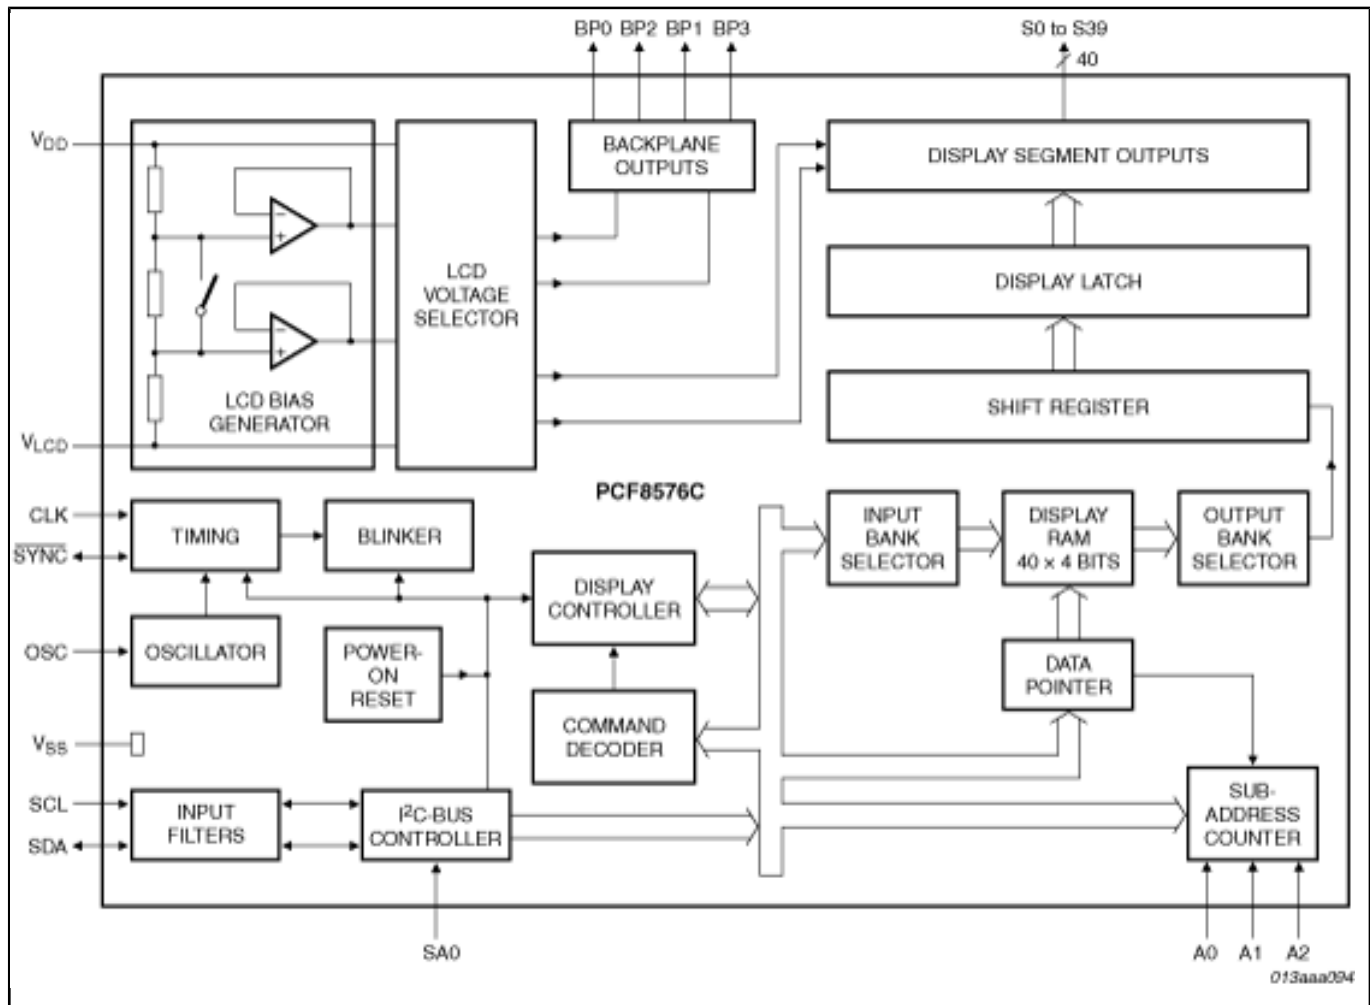 BP0 BP2 BP1 BP3
S0 to S39
40
VDD
BACKPLANE
OUTPUTS
DISPLAY SEGMENT OUTPUTS
LCD
VOLTAGE
SELECTOR
DISPLAY LATCH
LCD BIAS
GENERATOR
SHIFT REGISTER
VLCD
PCF8576C
CLK
TIMING
BLINKER
SYNC
INPUT
BANK
SELECTOR
DISPLAY
RAM
40 × 4 BITS
OUTPUT
BANK
SELECTOR
DISPLAY
CONTROLLER
OSC
OSCILLATOR
POWER-
ON
RESET
DATA
POINTER
COMMAND
DECODER
VSS
SCL
SDA
INPUT
FILTERS
I²C-BUS
CONTROLLER
SUB-
ADDRESS
COUNTER
SA0
A0 A1 A2
013aaa094